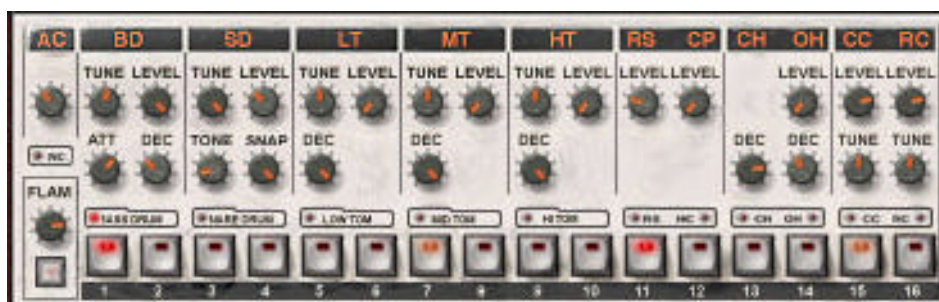 AC BD SD LT MT HT RS CP CH OH CC RC
TUNE LEVEL TUNE LEVEL TUNE LEVEL TUNE LEVEL TUNE LEVEL LEVEL LEVEL LEVEL LEVEL LEVEL
ATT DEC TONE SNAP DEC DEC DEC DEC DEC TUNE TUNE
FLAM
BASS DRUM SNARE DRUM LOW TOM MID TOM HI TOM RS HC CH OH CC RC
1 2 3 4 5 6 7 8 9 10 11 12 13 14 15 16